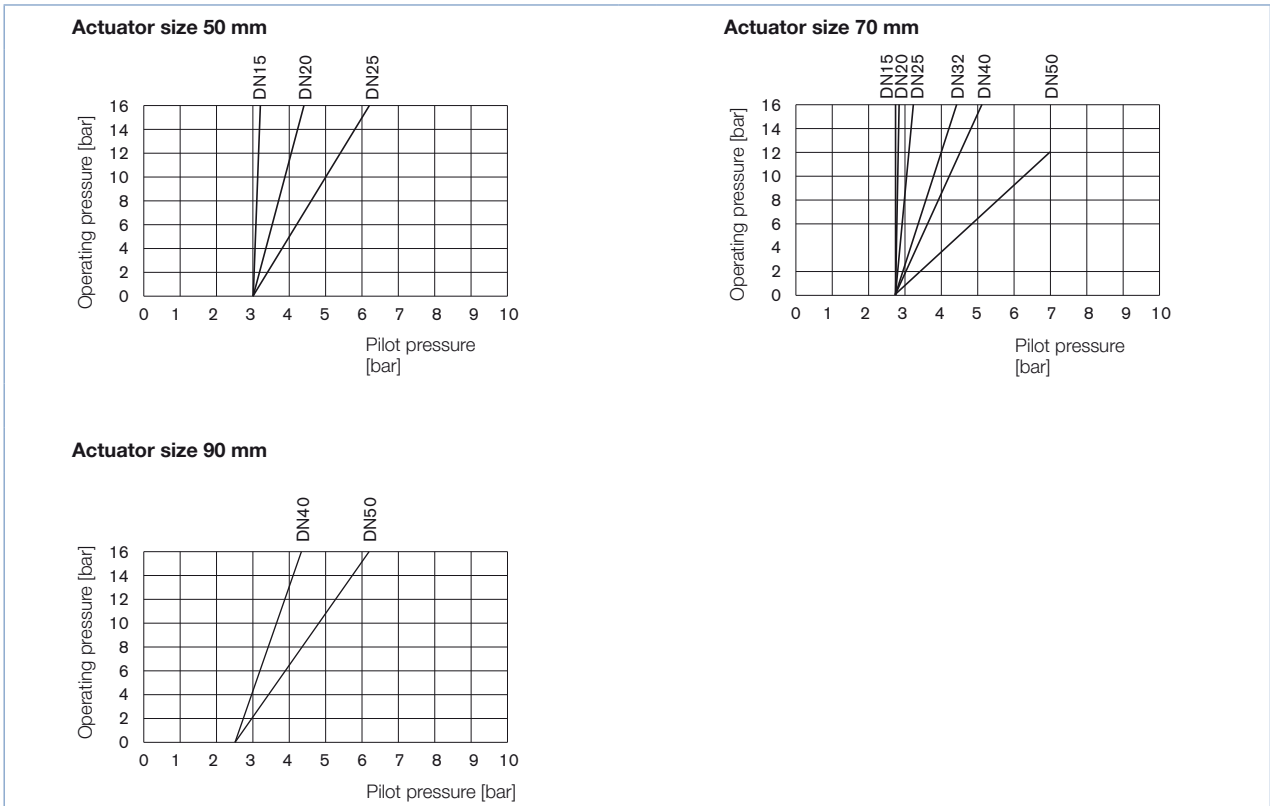 Actuator size 50 mm
DN15
DN20
DN25
Operating pressure [bar]
16
14
12
10
8
6
4
2
0
0 1 2 3 4 5 6 7 8 9 10
Pilot pressure
[bar]
Actuator size 70 mm
DN15
DN20
DN25
DN32
DN40
DN50
Operating pressure [bar]
16
14
12
10
8
6
4
2
0
0 1 2 3 4 5 6 7 8 9 10
Pilot pressure
[bar]
Actuator size 90 mm
DN40
DN50
Operating pressure [bar]
16
14
12
10
8
6
4
2
0
0 1 2 3 4 5 6 7 8 9 10
Pilot pressure [bar]